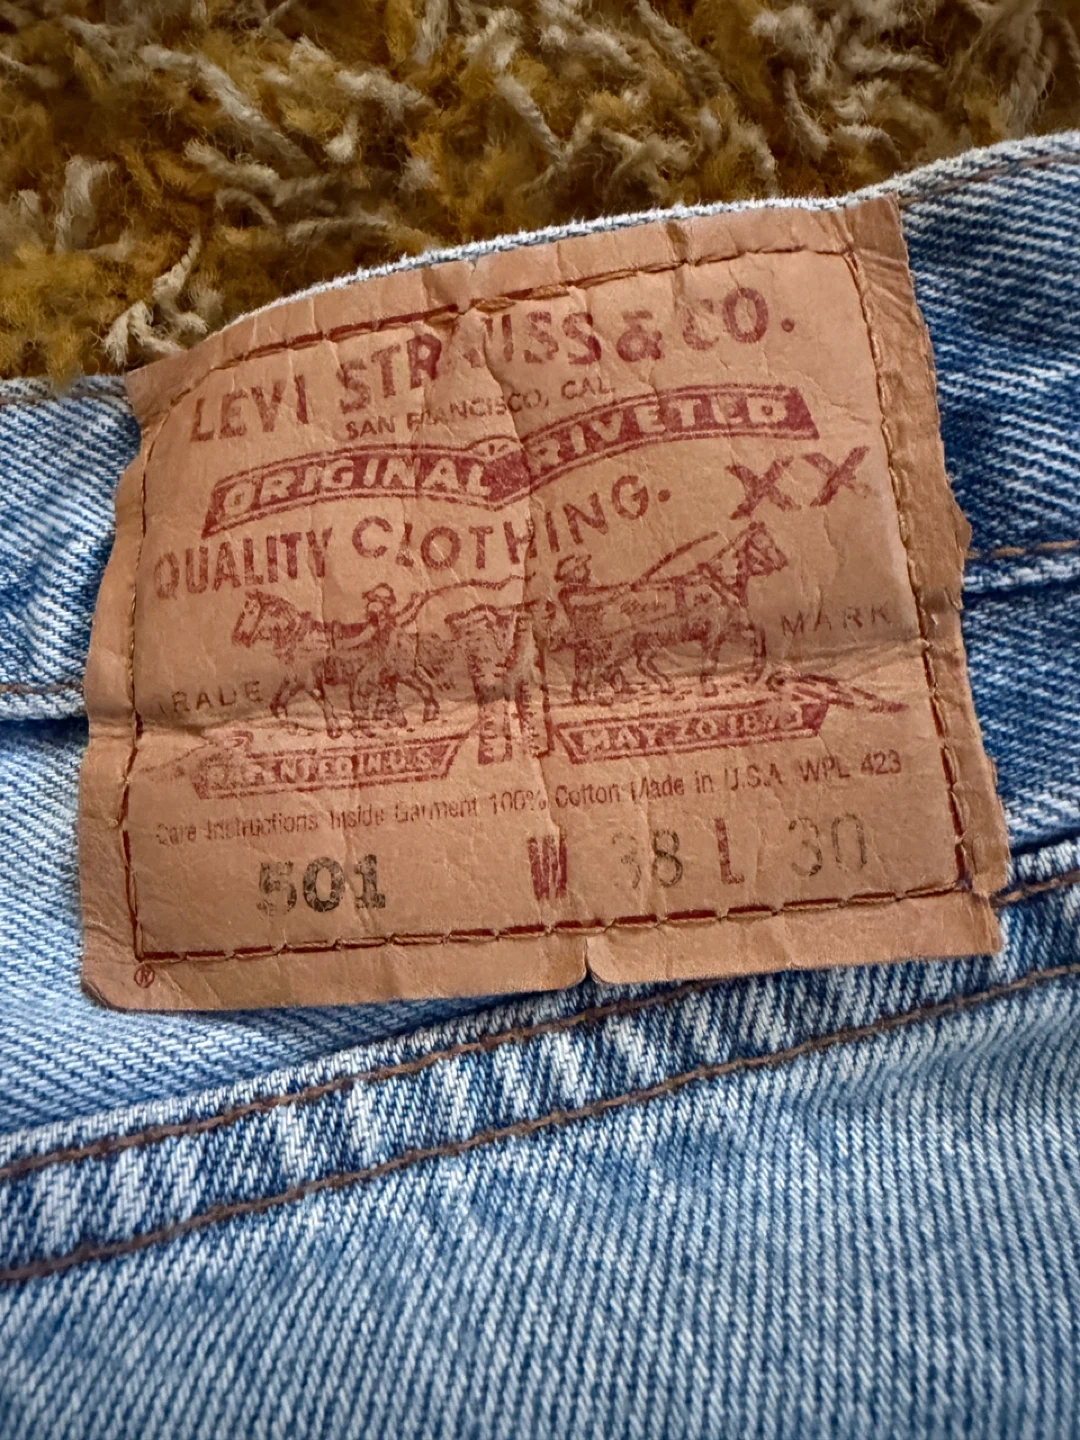 LEVI STRAUSS & CO.
SAN FRANCISCO, CAL.
ORIGINAL RIVETED
QUALITY CLOTHING. XX
TRADE MARK
PATENTED IN U.S. MAY 20 1873
Care Instructions Inside Garment 100% Cotton Made in U.S.A. WPL 423
501 W 38 L 30
®